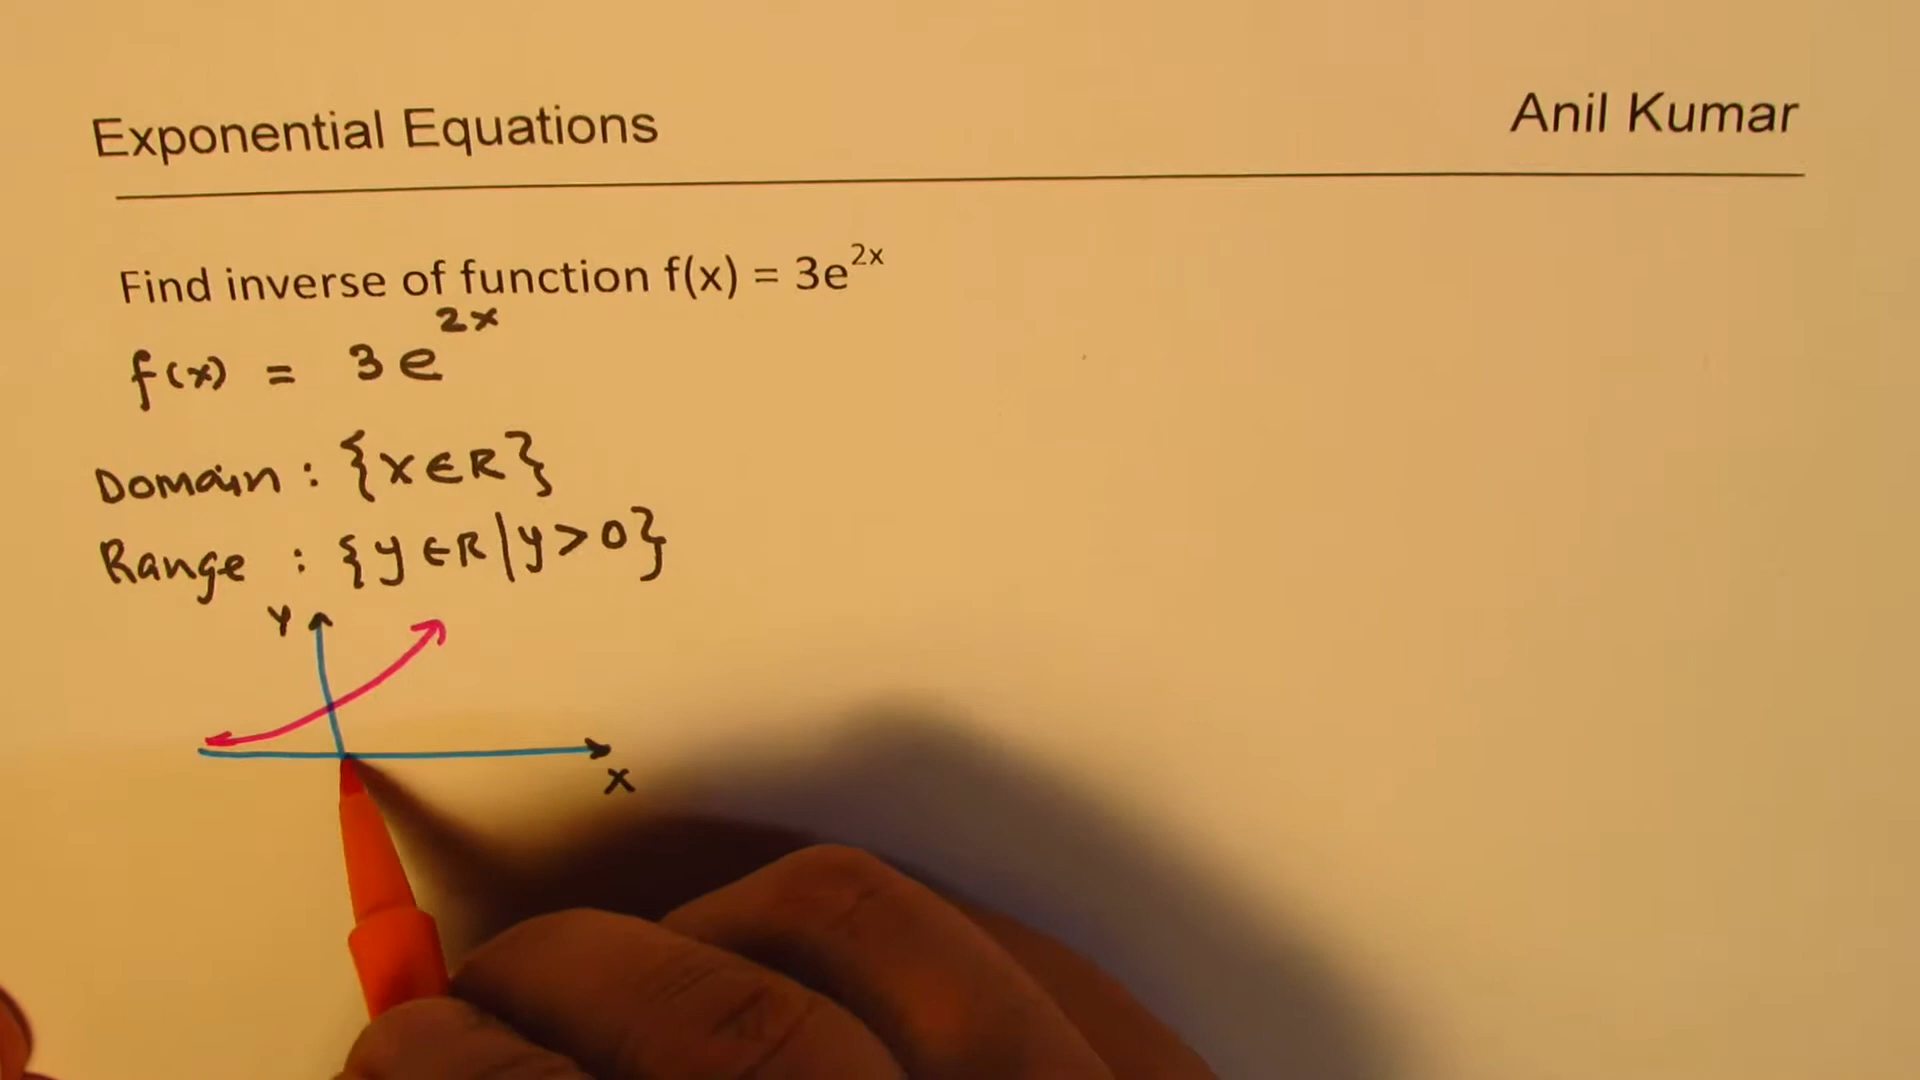 Exponential Equations Anil Kumar
Find inverse of function f(x) = 3e^2x
f(x) = 3e^2x
Domain : {x∈R}
Range : {y∈R|y>0}
Y
X